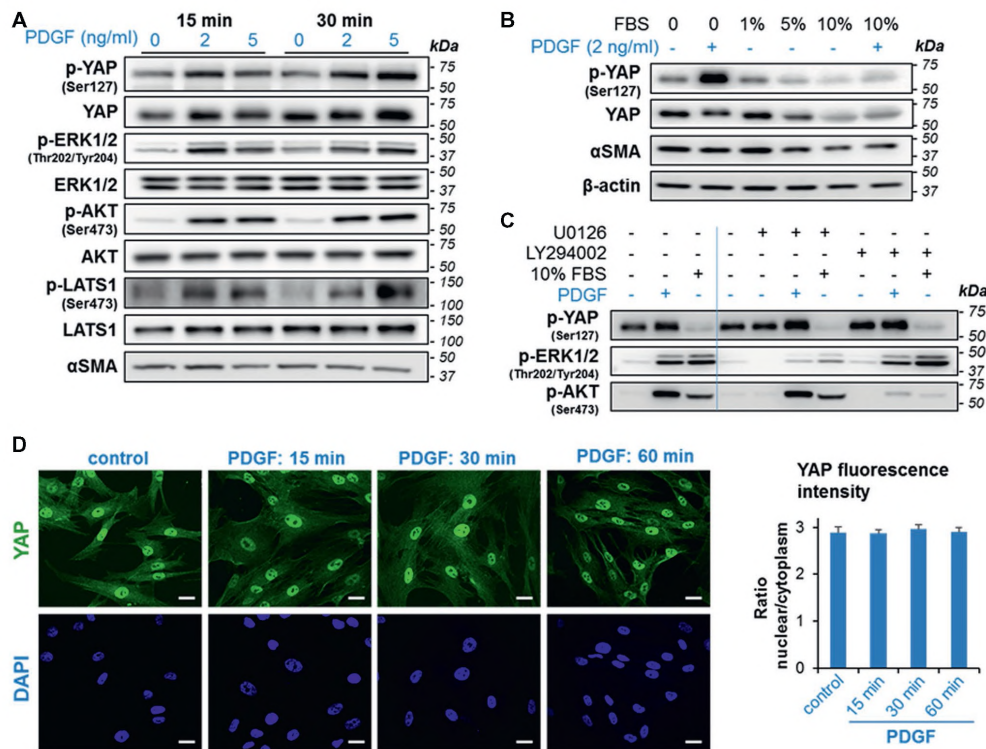 A
15 min 30 min
PDGF (ng/ml) 0 2 5 0 2 5 kDa
p-YAP 75
(Ser127) 50
YAP 75
50
p-ERK1/2 50
(Thr202/Tyr204) 37
ERK1/2 50
37
p-AKT 75
(Ser473) 50
AKT 75
50
p-LATS1 150
(Ser473) 100
LATS1 150
100
αSMA 50
37
B
FBS 0 0 1% 5% 10% 10%
PDGF (2 ng/ml) - + - - - + kDa
p-YAP 75
(Ser127) 50
YAP 75
50
αSMA 50
37
β-actin 50
37
C
U0126 - - - - + + + - - -
LY294002 - - - - - - - + + +
10% FBS - - + - - - + - - +
PDGF - + - - - + - - + - kDa
p-YAP 75
(Ser127) 50
p-ERK1/2 50
(Thr202/Tyr204) 37
p-AKT 75
(Ser473) 50
D
control PDGF: 15 min PDGF: 30 min PDGF: 60 min
YAP
DAPI
YAP fluorescence
intensity
Ratio
nuclear/cytoplasm
3
2
1
0
control 15 min 30 min 60 min
PDGF